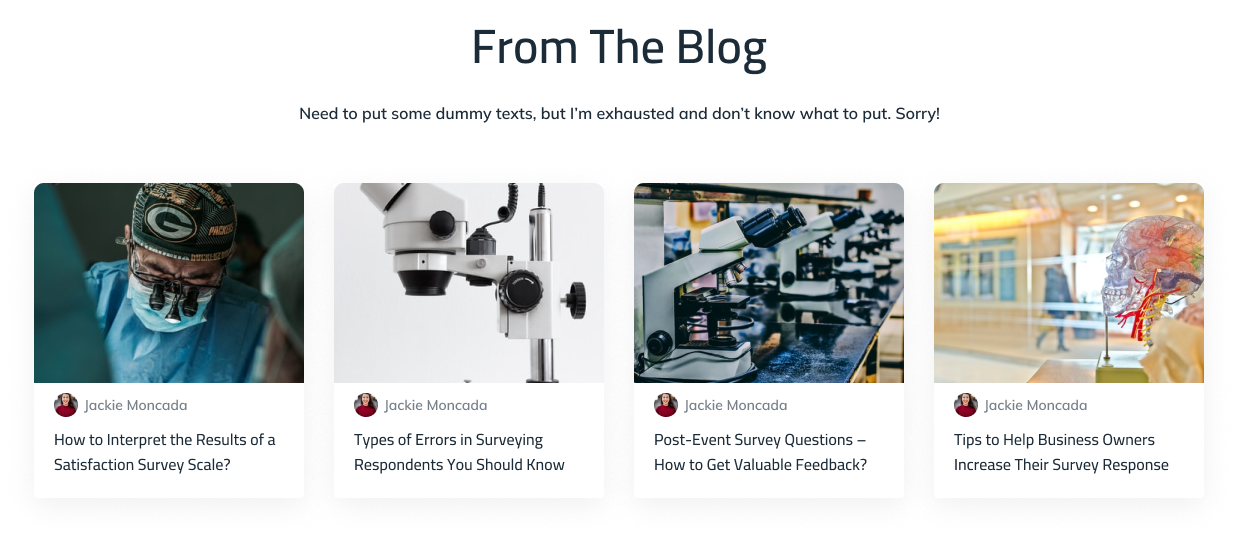 From The Blog
Need to put some dummy texts, but I'm exhausted and don't know what to put. Sorry!
G
PACKERS
Jackie Moncada
How to Interpret the Results of a
Satisfaction Survey Scale?
Jackie Moncada
Types of Errors in Surveying
Respondents You Should Know
Jackie Moncada
Post-Event Survey Questions –
How to Get Valuable Feedback?
Jackie Moncada
Tips to Help Business Owners
Increase Their Survey Response